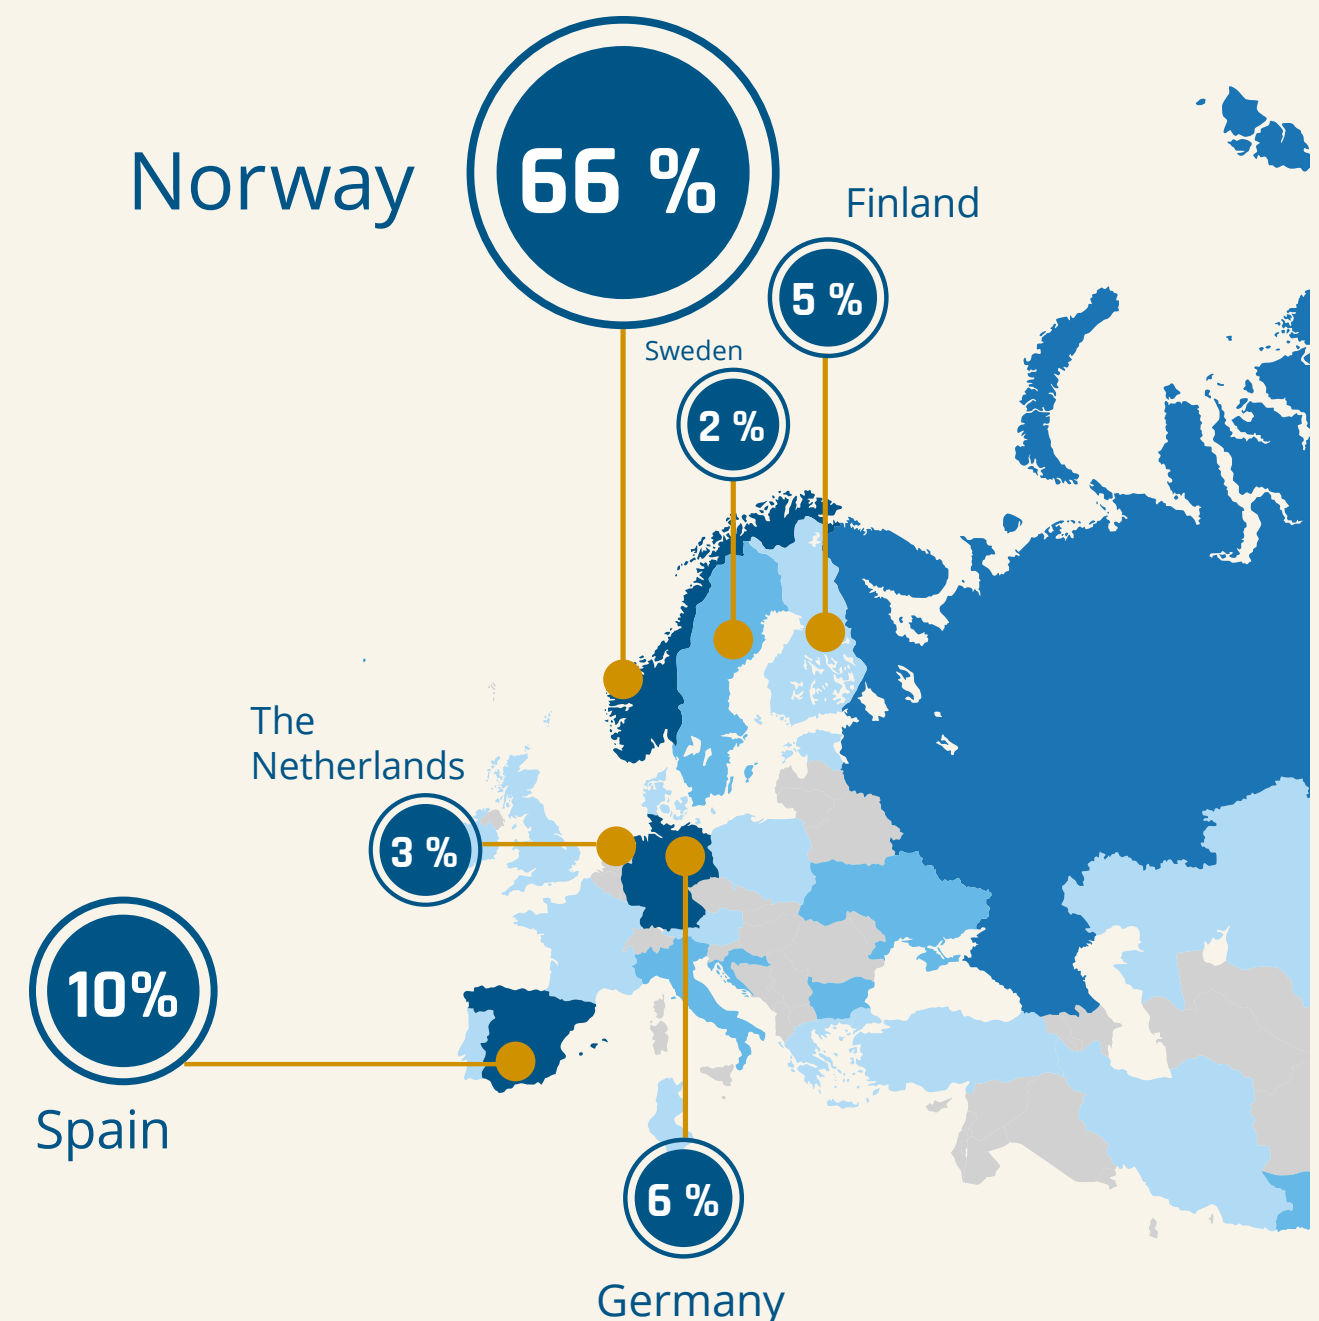 Norway
66 %
Finland
5 %
Sweden
2 %
The
Netherlands
3 %
10%
Spain
6 %
Germany